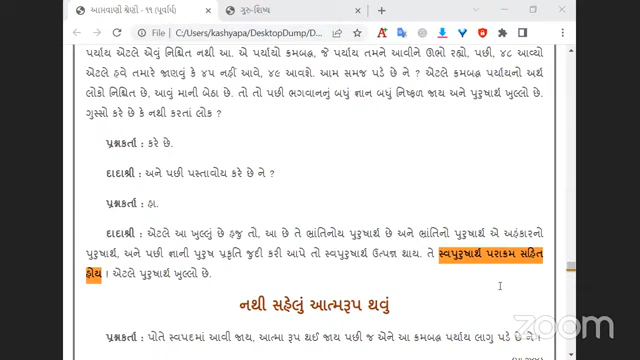 આપ્તવાણી શ્રેણી - ૧૧ (પૂર્વાર્ધ)
ગુરુ-શિષ્ય
File C:/Users/kashyapa/DesktopDump/D...
પર્યાય એટલે એવું નિશ્ચિત નથી આ. એ પર્યાયો ક્રમબદ્ધ, જે પર્યાય તમને આવીને ઊભો રહ્યો, પછી, ૪૮ આવ્યો
એટલે હવે તમારે જાણવું કે ૪૫ નહીં આવે, ૪૯ આવશે. આમ સમજ પડે છે ને ? એટલે ક્રમબદ્ધ પર્યાયનો અર્થ
લોકો નિશ્ચિત છે, આવું માની બેઠા છે. તો તો પછી ભગવાનનું બધું જ્ઞાન બધું નિષ્ફળ જાય અને પુરુષાર્થ ખુલ્લો છે.
ગુસ્સો કરે છે કે નથી કરતાં લોક ?
પ્રશ્નકર્તા : કરે છે.
દાદાશ્રી : અને પછી પસ્તાવોય કરે છે ને ?
પ્રશ્નકર્તા : હા.
દાદાશ્રી : એટલે આ ખુલ્લું છે હજુ તો, આ છે તે ભ્રાંતિનોય પુરુષાર્થ છે અને ભ્રાંતિનો પુરુષાર્થ એ અહંકારનો
પુરુષાર્થ, અને પછી જ્ઞાની પુરુષ પ્રકૃતિ જુદી કરી આપે તો સ્વપુરુષાર્થ ઉત્પન્ન થાય. તે સ્વપુરુષાર્થ પરાક્રમ સહિત
હોય ! એટલે પુરુષાર્થ ખુલ્લો છે.
નથી સહેલું આત્મરૂપ થવું
પ્રશ્નકર્તા : પોતે સ્વપદમાં આવી જાય, આત્મા રૂપ થઈ જાય પછી જ એને આ ક્રમબદ્ધ પર્યાય લાગુ પડે છે ને
zoom